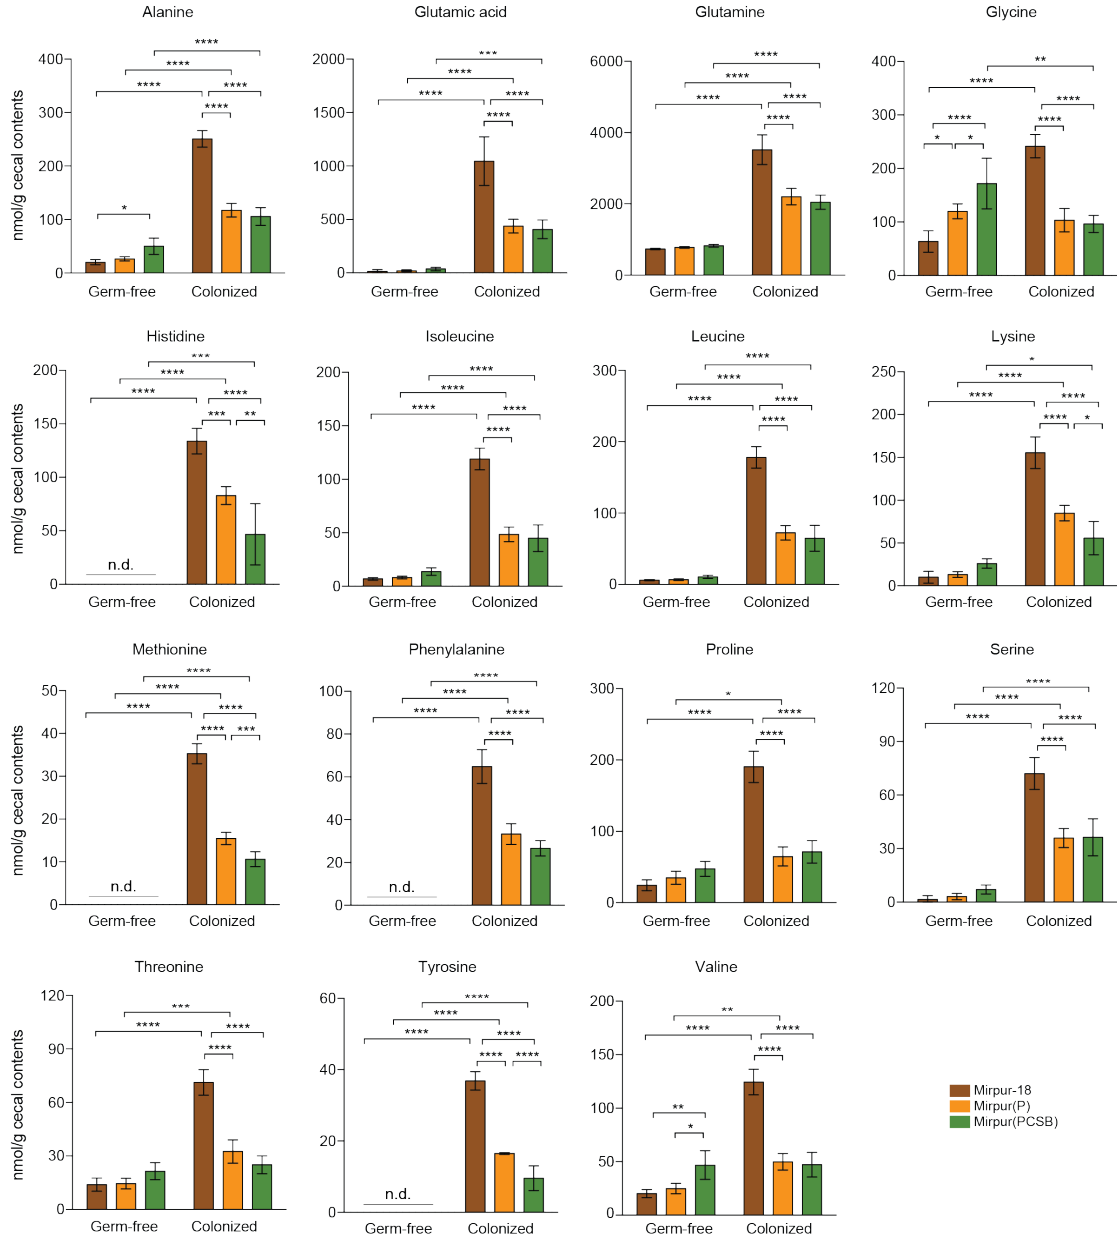 Alanine
Glutamic acid
Glutamine
Glycine
nmol/g cecal contents
400
300
200
100
0
****
****
****
****
****
*
Germ-free
Colonized
2000
1500
1000
500
0
***
****
****
****
****
Germ-free
Colonized
6000
4000
2000
0
****
****
****
****
****
Germ-free
Colonized
400
300
200
100
0
**
****
****
****
****
*
*
Germ-free
Colonized
Histidine
Isoleucine
Leucine
Lysine
nmol/g cecal contents
200
150
100
50
0
***
****
****
****
***
**
n.d.
Germ-free
Colonized
200
150
100
50
0
****
****
****
****
****
Germ-free
Colonized
300
200
100
0
****
****
****
****
****
Germ-free
Colonized
250
200
150
100
50
0
*
****
****
****
****
*
Germ-free
Colonized
Methionine
Phenylalanine
Proline
Serine
nmol/g cecal contents
50
40
30
20
10
0
****
****
****
****
****
***
n.d.
Germ-free
Colonized
100
80
60
40
20
0
****
****
****
****
****
n.d.
Germ-free
Colonized
300
200
100
0
*
****
****
****
Germ-free
Colonized
120
90
60
30
0
****
****
****
****
****
Germ-free
Colonized
Threonine
Tyrosine
Valine
nmol/g cecal contents
120
90
60
30
0
***
****
****
****
Germ-free
Colonized
60
40
20
0
****
****
****
****
****
****
n.d.
Germ-free
Colonized
200
150
100
50
0
**
****
****
****
**
*
Germ-free
Colonized
Mirpur-18
Mirpur(P)
Mirpur(PCSB)